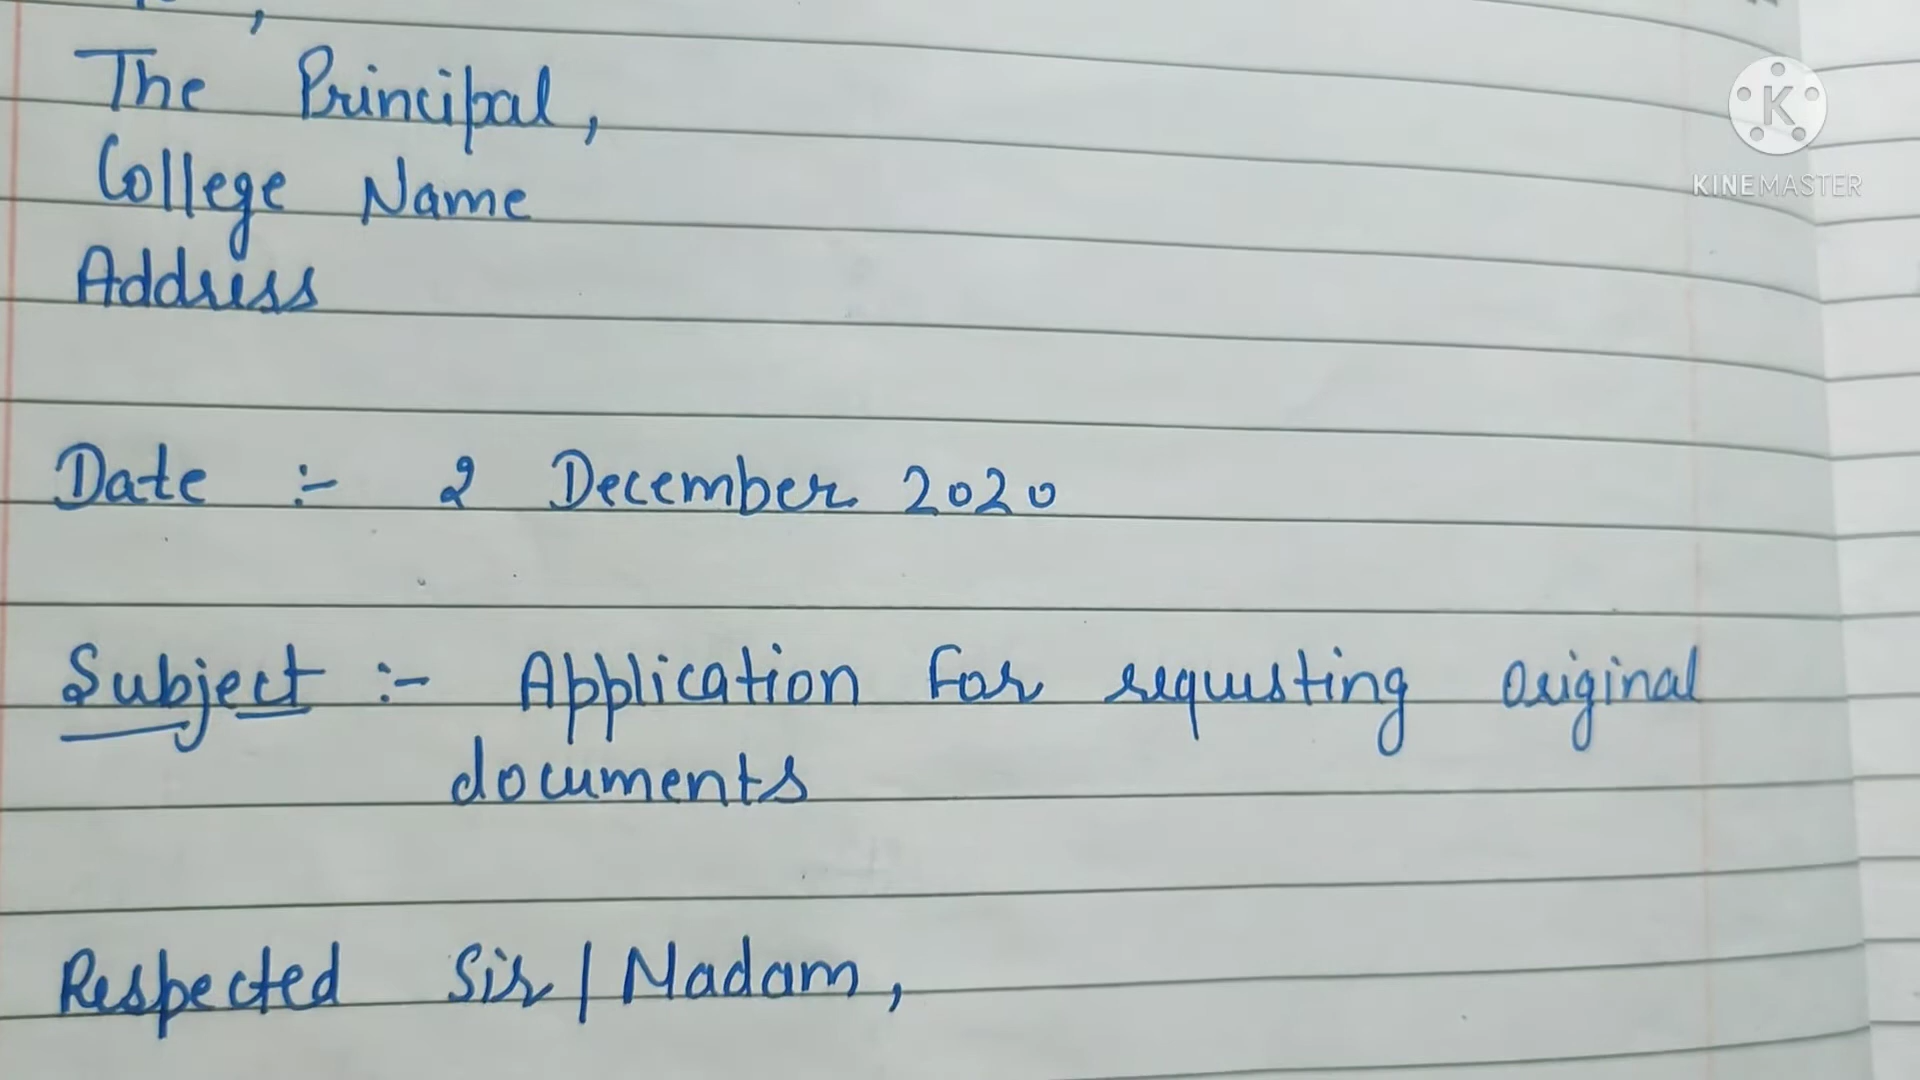 The Principal,
College Name
Address
Date :- 2 December 2020
Subject :- Application For requesting original
documents
Respected Sir / Madam,
KINEMASTER